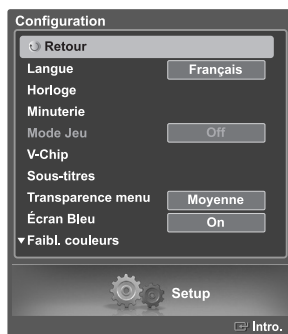 Configuration
Retour
Langue Français
Horloge
Minuterie
Mode Jeu Off
V-Chip
Sous-titres
Transparence menu Moyenne
Écran Bleu On
▼Faibl. couleurs
Setup
Intro.